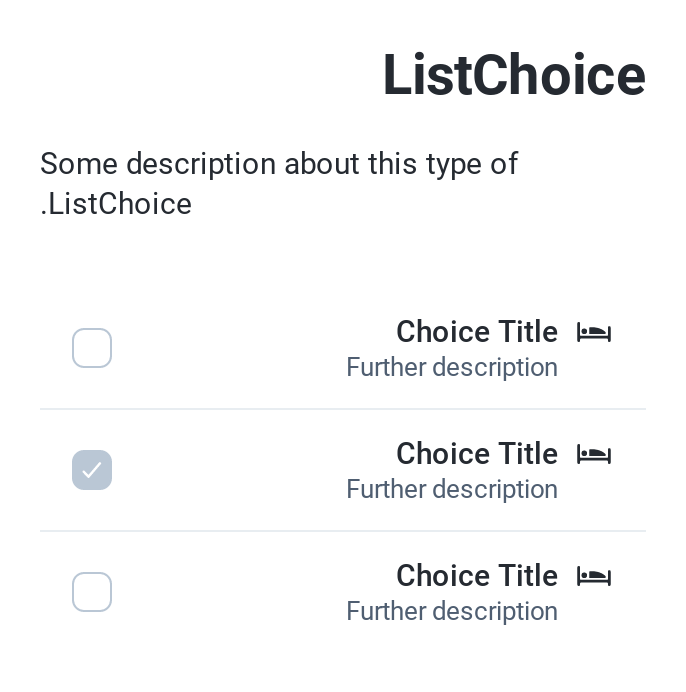 ListChoice
Some description about this type of
.ListChoice
Choice Title
Further description
Choice Title
Further description
Choice Title
Further description